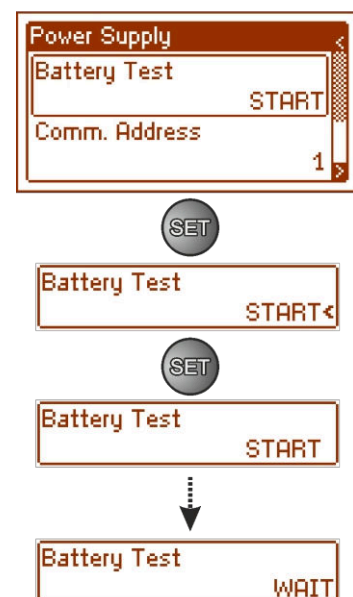 Power Supply
<
Battery Test
START
Comm. Address
1
>
SET
Battery Test
START<
SET
Battery Test
START
Battery Test
WAIT